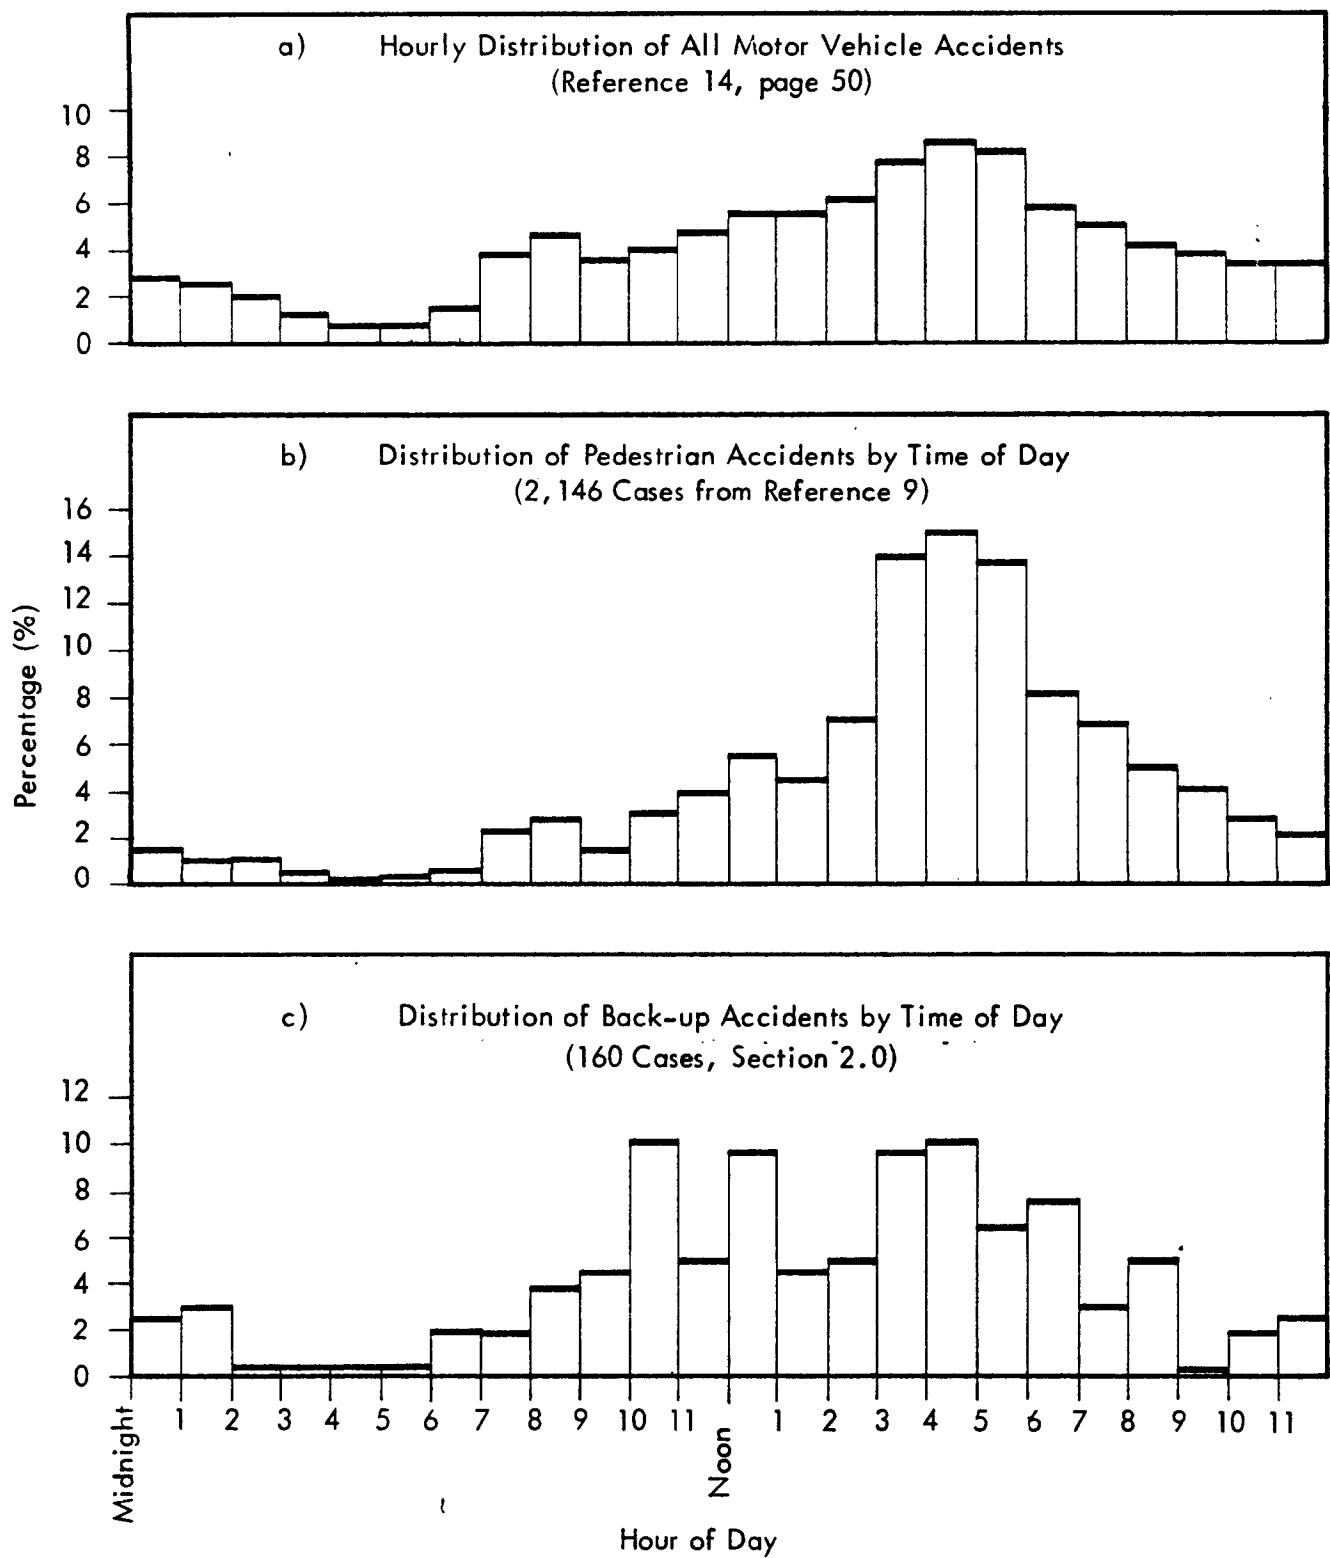 a) Hourly Distribution of All Motor Vehicle Accidents
(Reference 14, page 50)
10
8
6
4
2
0
b) Distribution of Pedestrian Accidents by Time of Day
(2,146 Cases from Reference 9)
16
14
12
10
8
6
4
2
0
Percentage (%)
c) Distribution of Back-up Accidents by Time of Day
(160 Cases, Section 2.0)
12
10
8
6
4
2
0
Midnight 1 2 3 4 5 6 7 8 9 10 11 Noon 1 2 3 4 5 6 7 8 9 10 11
Hour of Day